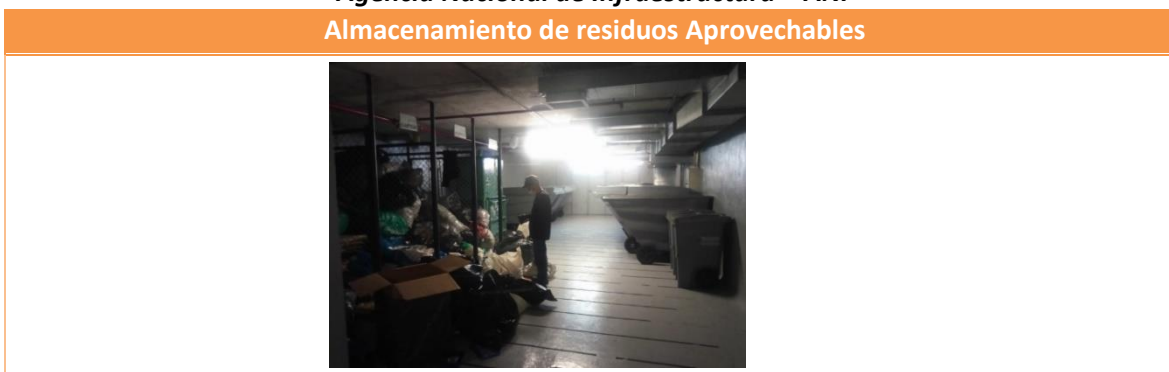 Agencia Nacional de Infraestructura – ANI
Almacenamiento de residuos Aprovechables